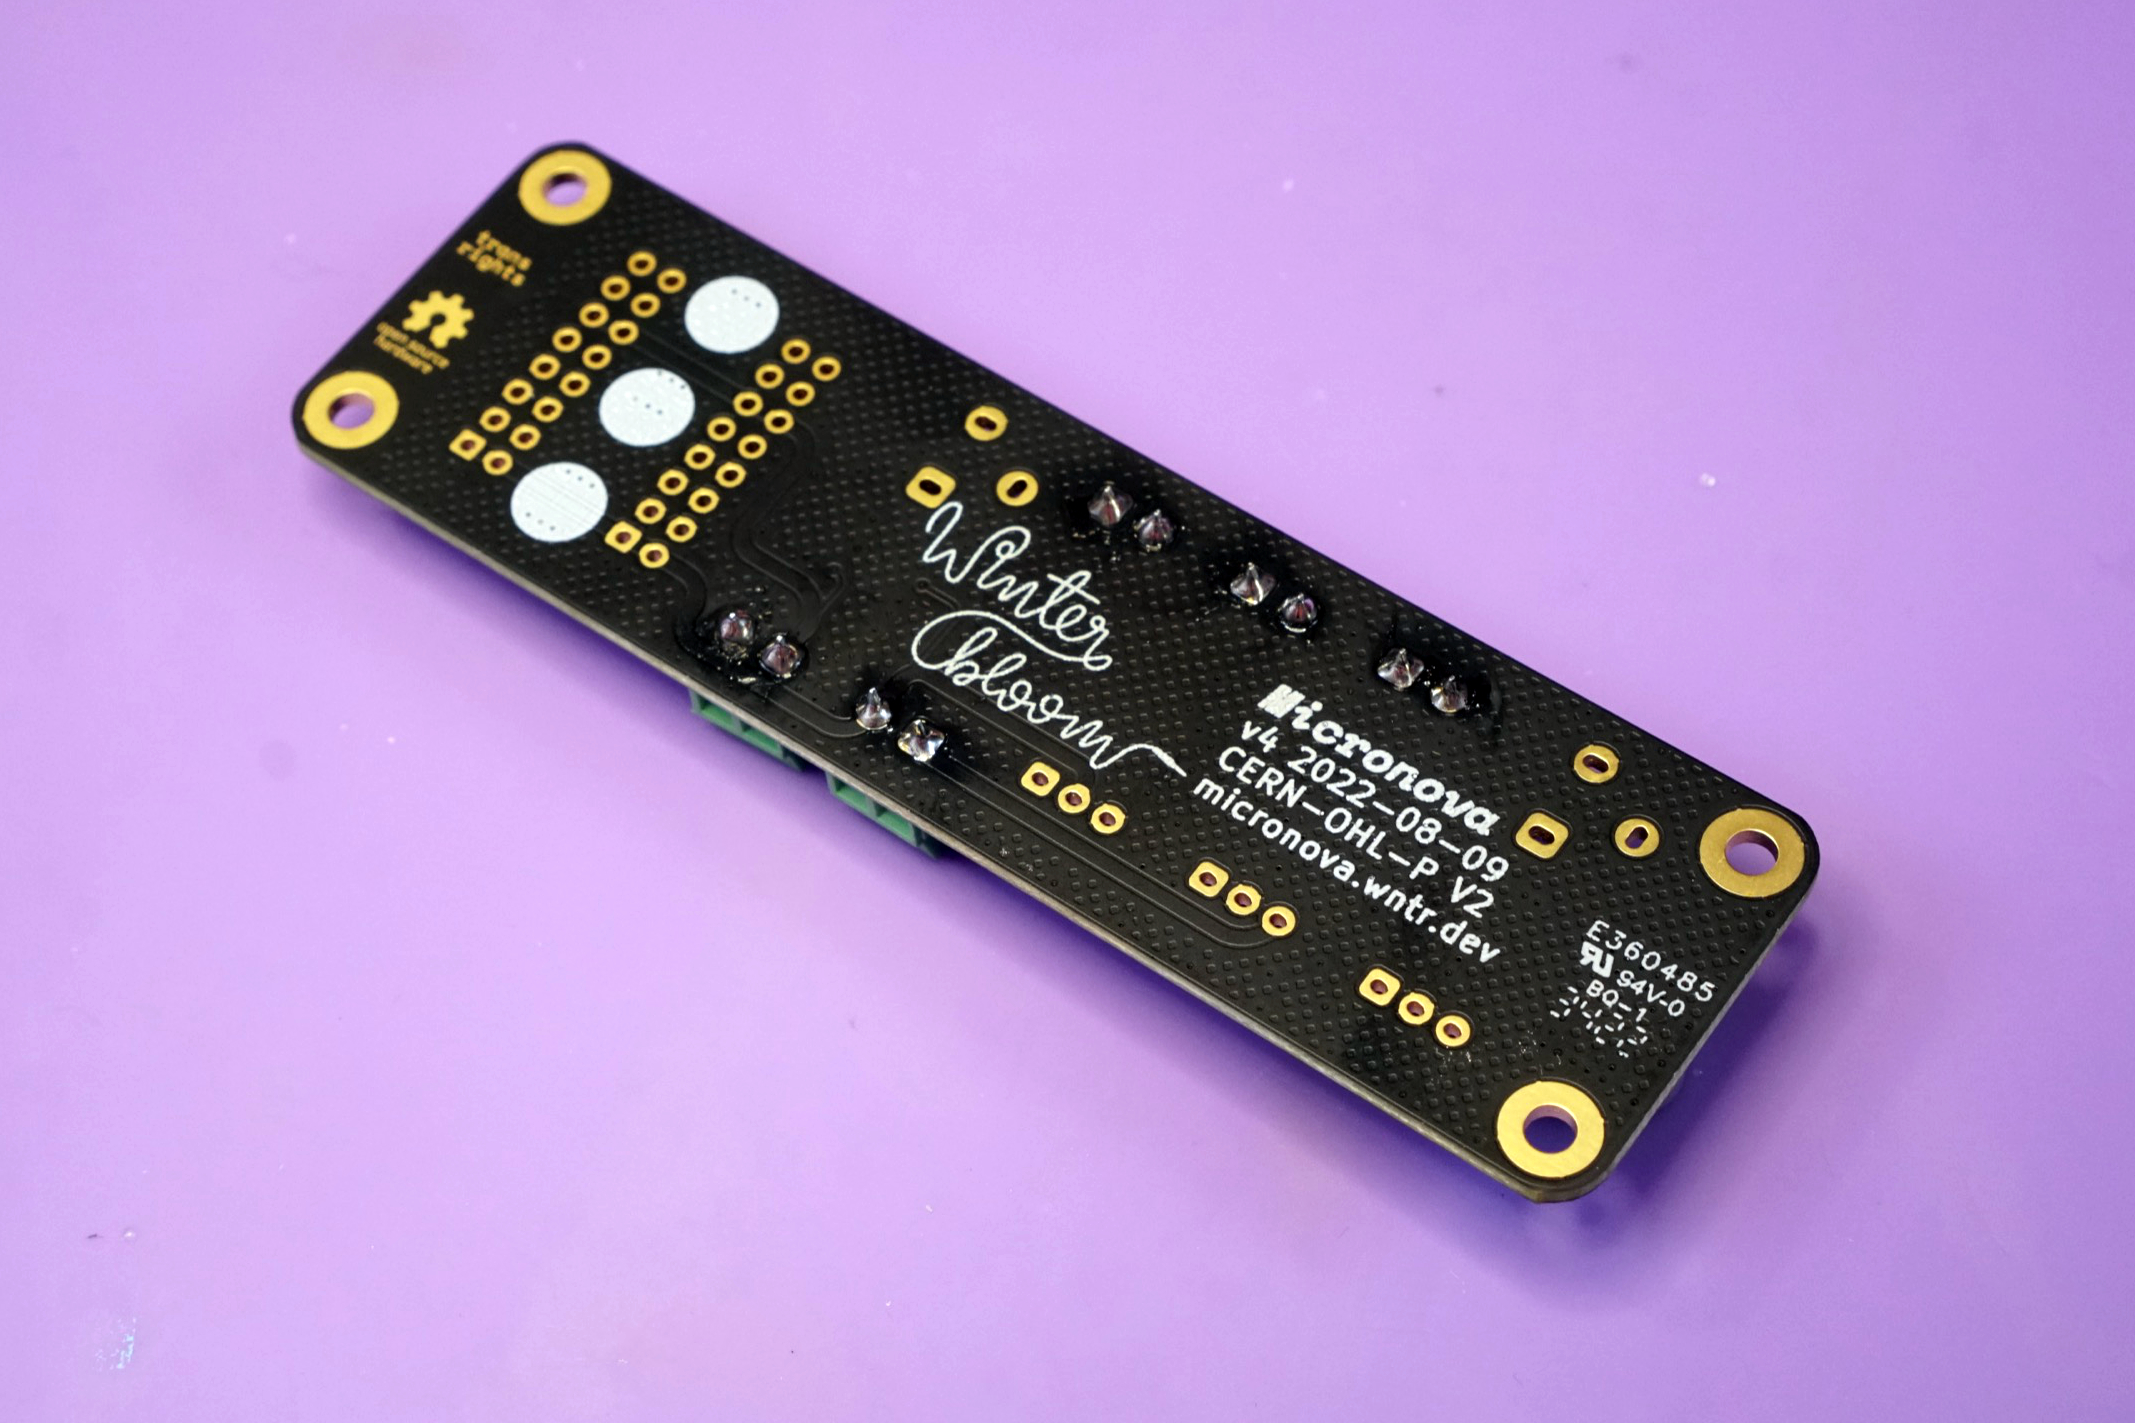 trans
rights
open source
hardware
Winter
bloom
Micronova
v4 2022-08-09
CERN-OHL-P V2
micronova.wntr.dev
E360485
94V-0
BQ-1